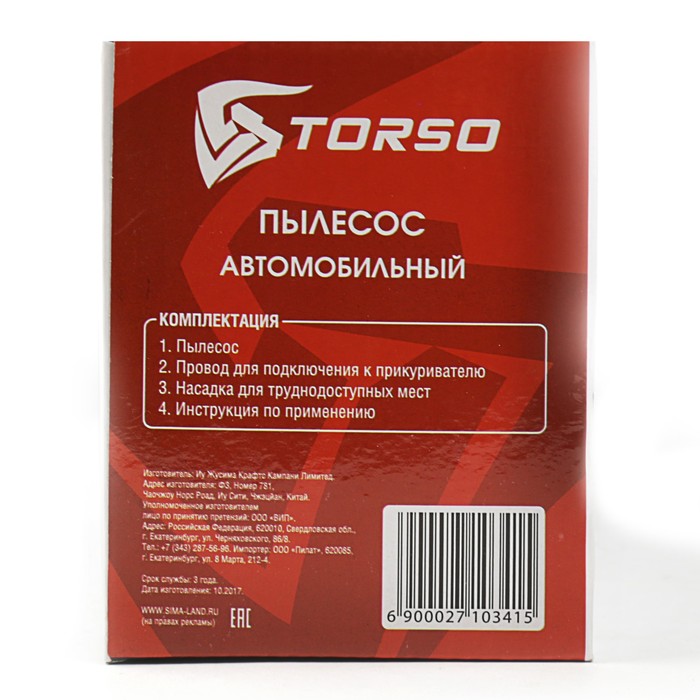 TORSO
ПЫЛЕСОС
АВТОМОБИЛЬНЫЙ
КОМПЛЕКТАЦИЯ
1. Пылесос
2. Провод для подключения к прикуривателю
3. Насадка для труднодоступных мест
4. Инструкция по применению
Изготовитель: Иу Жусима Крафто Кампани Лимитед.
Адрес изготовителя: Ф3, Номер 781,
Чаочжоу Норс Роад, Иу Сити, Чжэцйан, Китай.
Уполномоченное изготовителем
лицо по принятию претензий: ООО «ВИП».
Адрес: Российская Федерация, 620010, Свердловская обл.,
г. Екатеринбург, ул. Черняховского, 86/8.
Тел.: +7 (343) 287-56-96. Импортер: ООО «Пилат», 620085,
г. Екатеринбург, ул. 8 Марта, 212-4.
Срок службы: 3 года.
Дата изготовления: 10.2017.
WWW.SIMA-LAND.RU
(на правах рекламы)
EAC
6 900027 103415